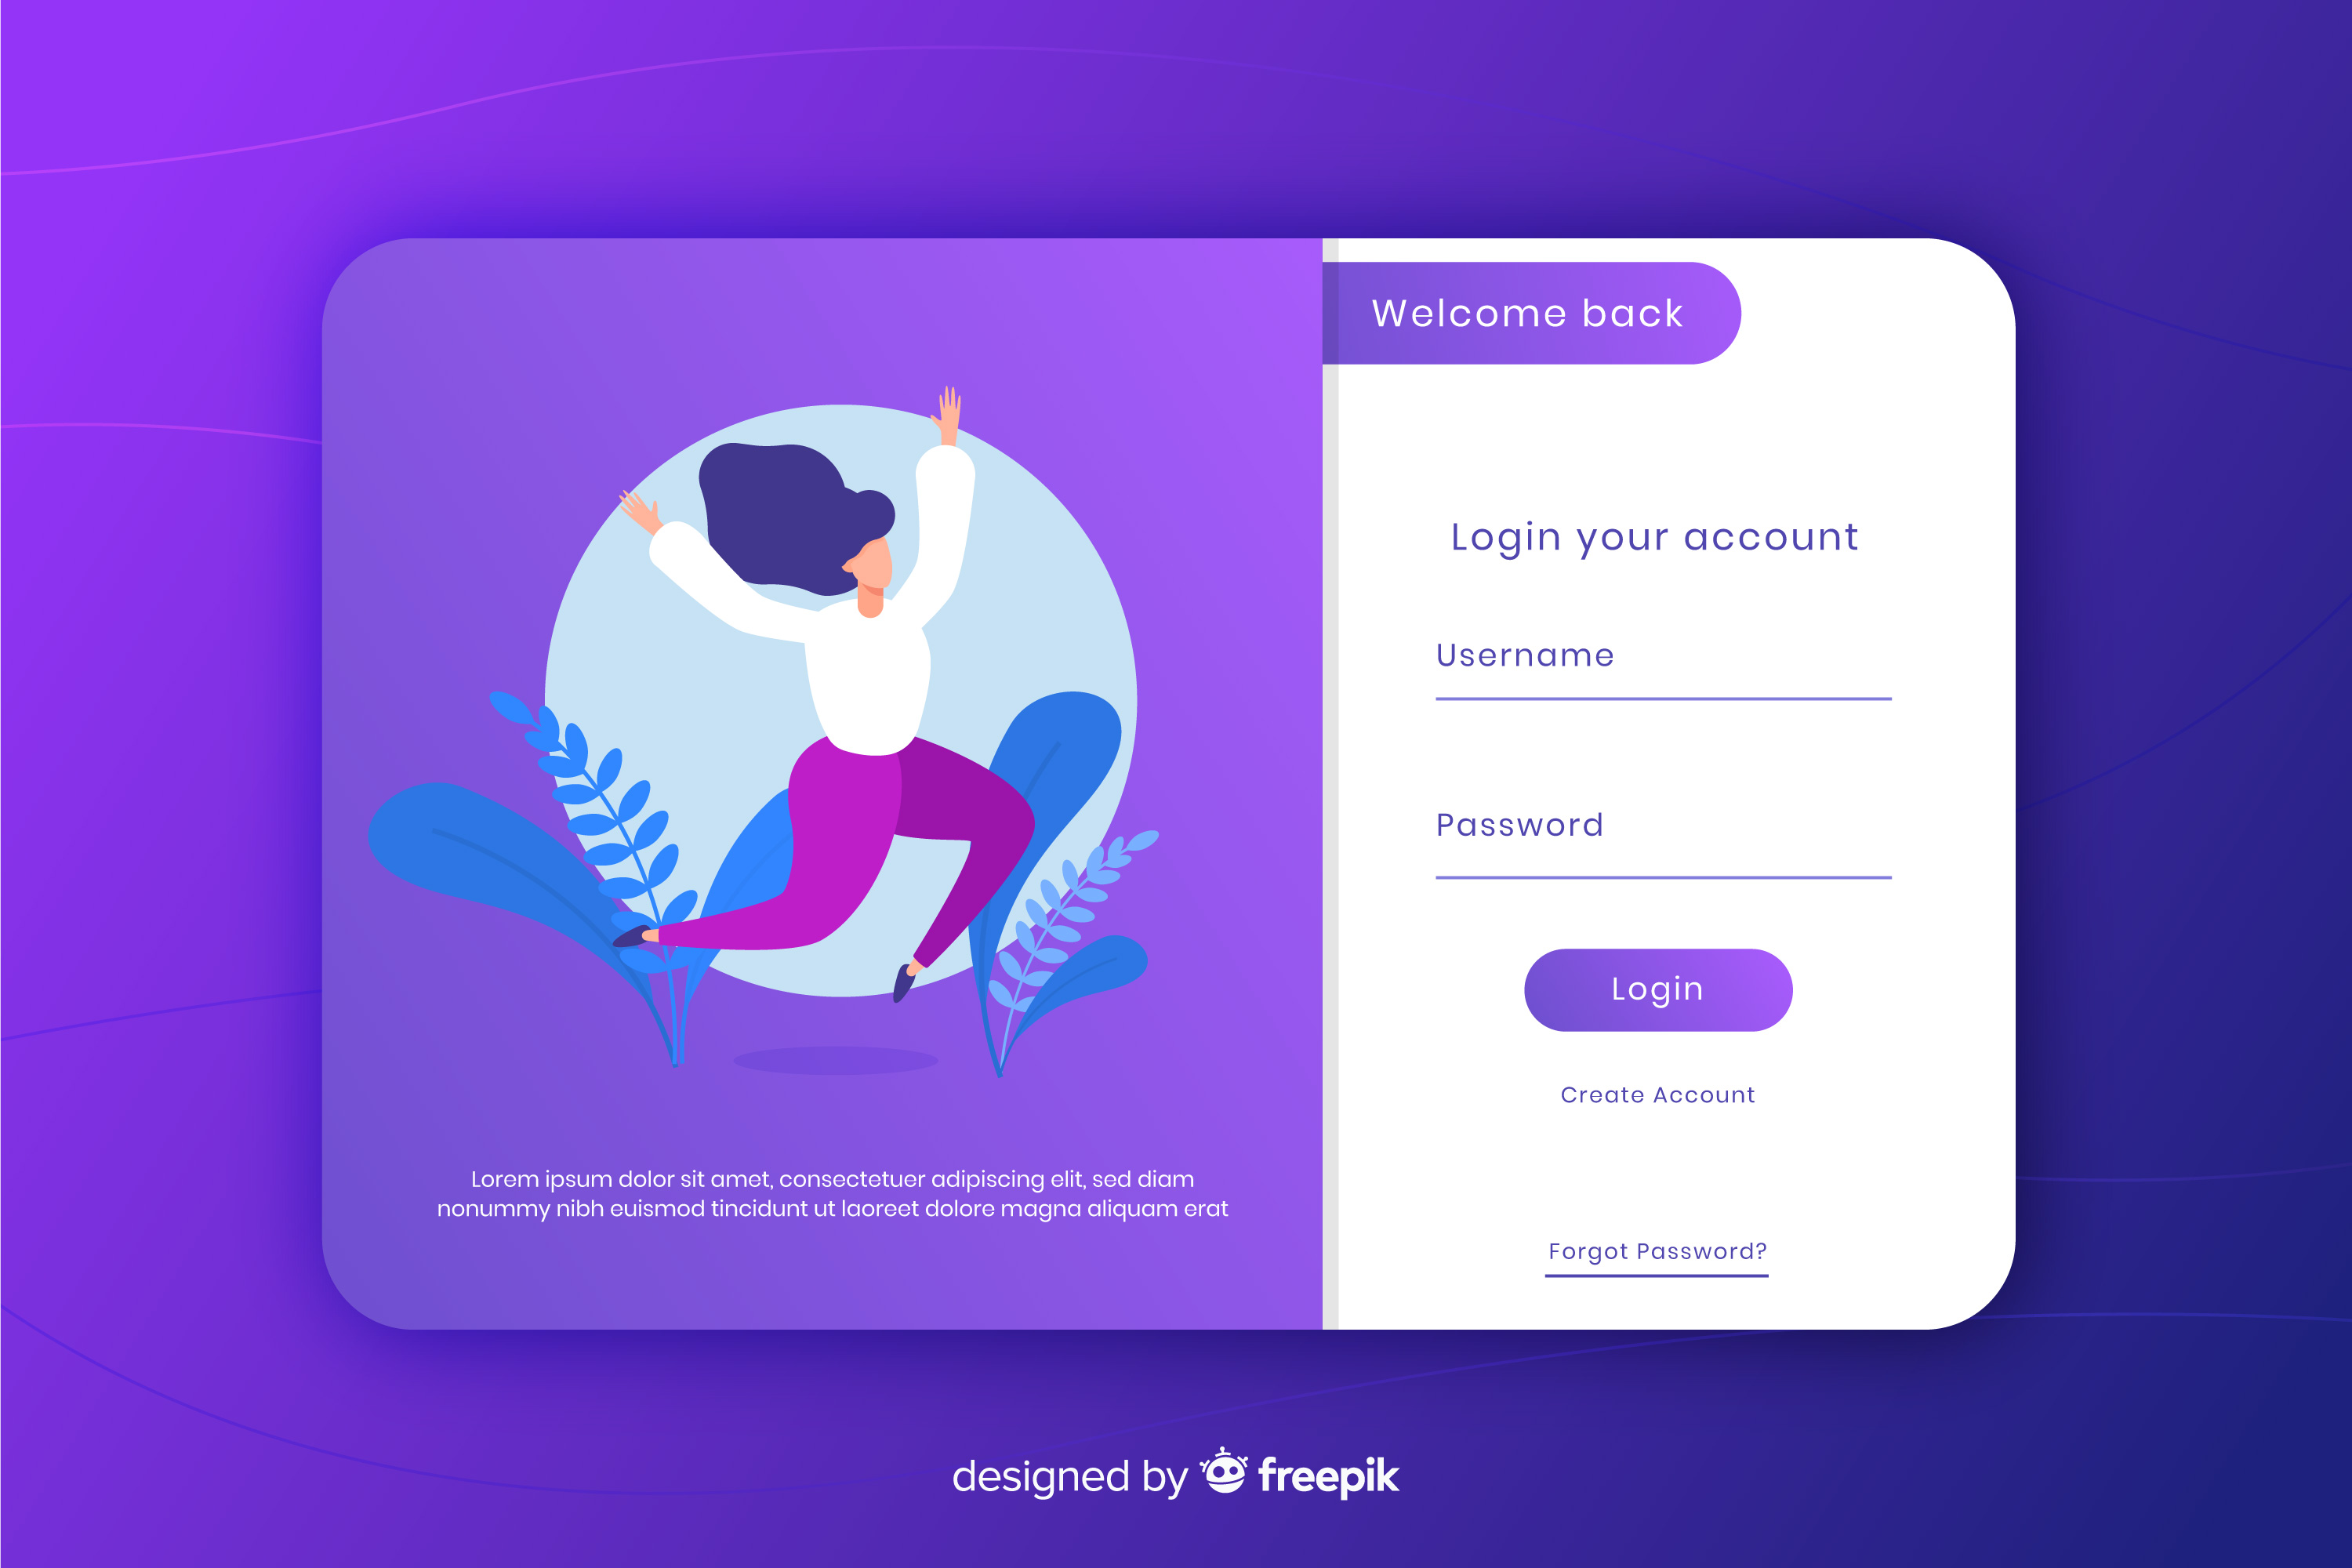 Welcome back
Login your account
Username
Password
Login
Create Account
Forgot Password?
Lorem ipsum dolor sit amet, consectetuer adipiscing elit, sed diam
nonummy nibh euismod tincidunt ut laoreet dolore magna aliquam erat
designed by freepik